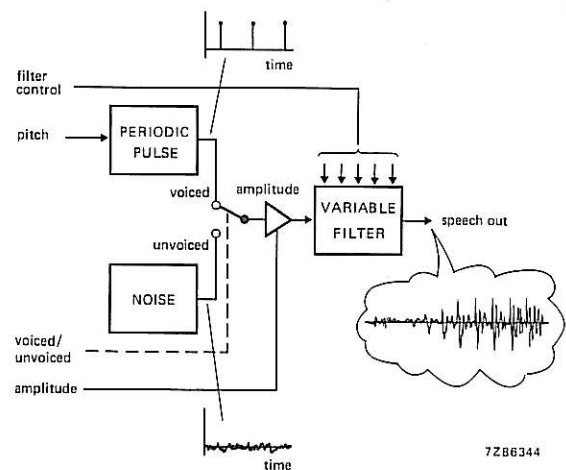 time
filter
control
pitch
PERIODIC
PULSE
voiced
amplitude
VARIABLE
FILTER
speech out
unvoiced
NOISE
voiced/
unvoiced
amplitude
time
7Z86344